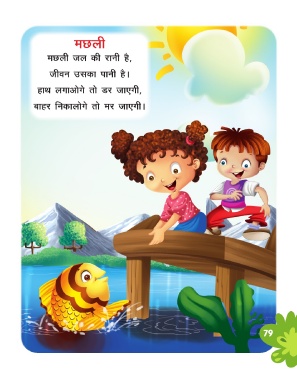 मछली
मछली जल की रानी है,
जीवन उसका पानी है।
हाथ लगाओगे तो डर जाएगी,
बाहर निकालोगे तो मर जाएगी।
79